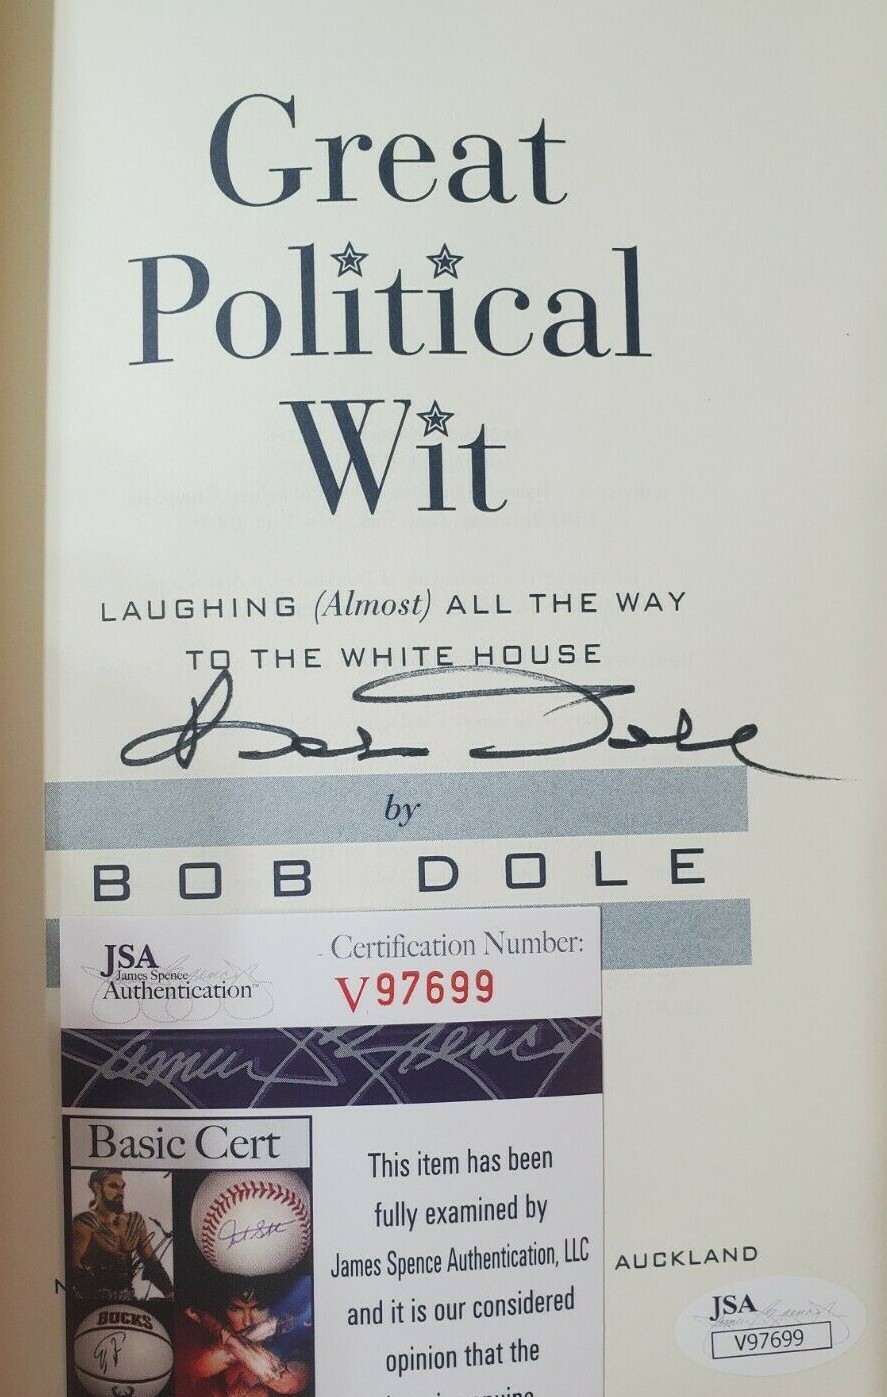 Great
Political
Wit
LAUGHING (Almost) ALL THE WAY
TO THE WHITE HOUSE
Bob Dole
by
BOB DOLE
JSA
James Spence
Authentication™
Certification Number:
V97699
Basic Cert
BUCKS
This item has been
fully examined by
James Spence Authentication, LLC
and it is our considered
opinion that the
AUCKLAND
JSA
V97699